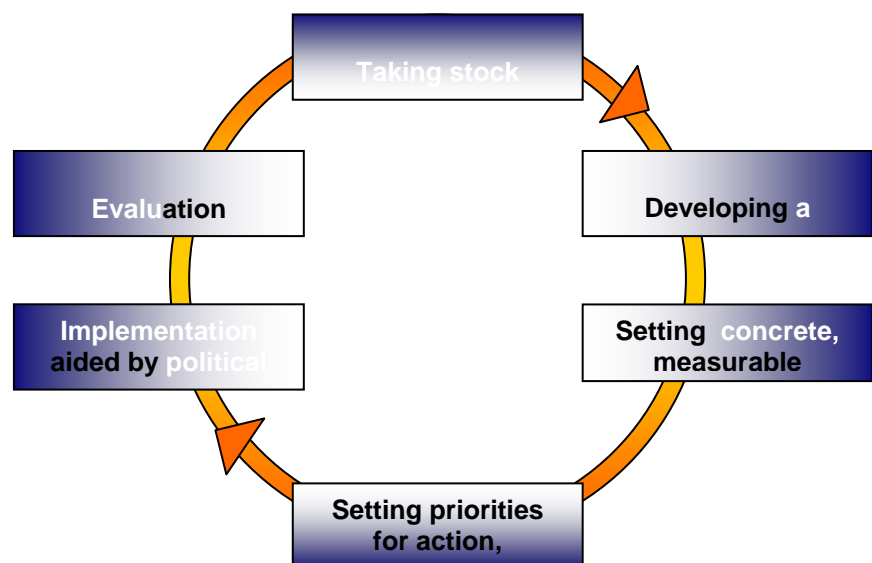 Taking stock
Developing a
Setting concrete,
measurable
Setting priorities
for action,
Implementation
aided by political
Evaluation